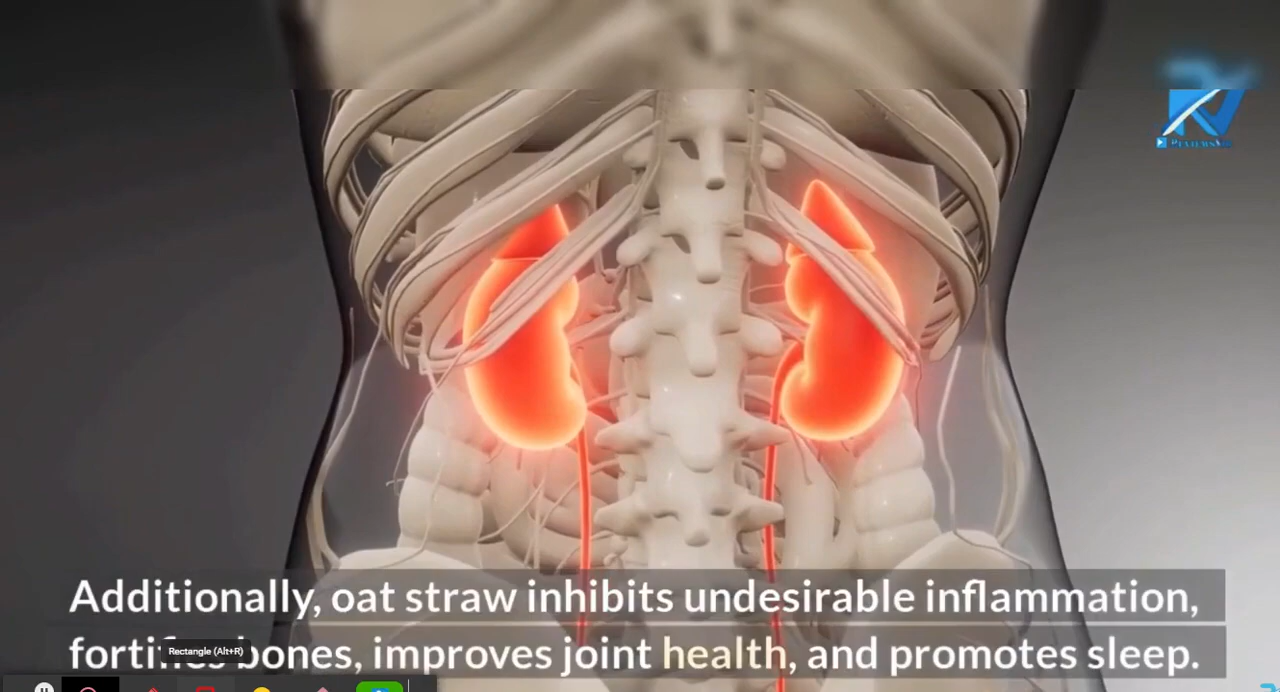 Additionally, oat straw inhibits undesirable inflammation,
bones, improves joint health, and promotes sleep.
Rectangle (Alt+R)